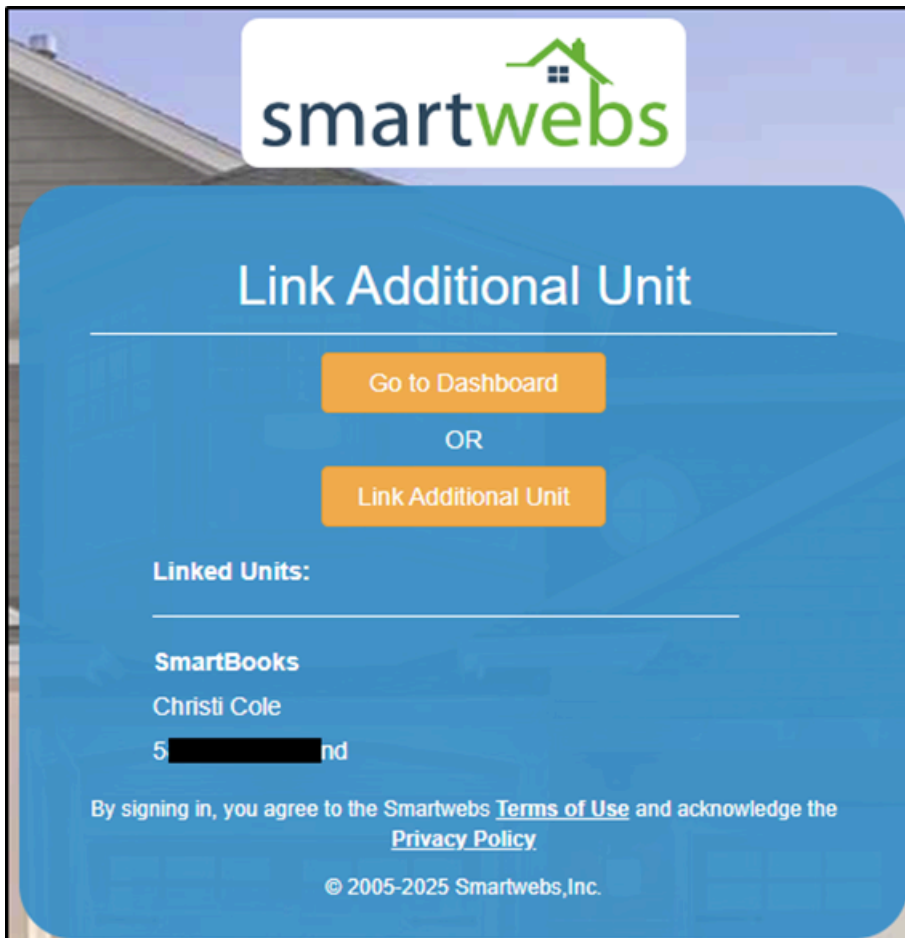 smartwebs
Link Additional Unit
Go to Dashboard
OR
Link Additional Unit
Linked Units:
SmartBooks
Christi Cole
5 nd
By signing in, you agree to the Smartwebs Terms of Use and acknowledge the
Privacy Policy
© 2005-2025 Smartwebs,Inc.